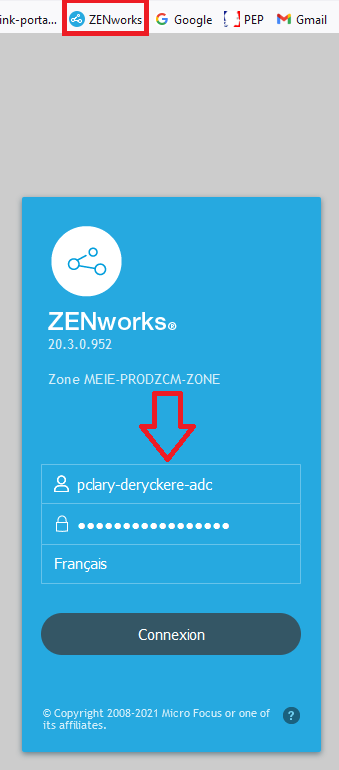 ink-porta... ZENworks Google PEP Gmail
ZENworks®
20.3.0.952
Zone MEIE-PRODZCM-ZONE
pclary-deryckere-adc
●●●●●●●●●●●●●●●●●
Français
Connexion
© Copyright 2008-2021 Micro Focus or one of
its affiliates. ?